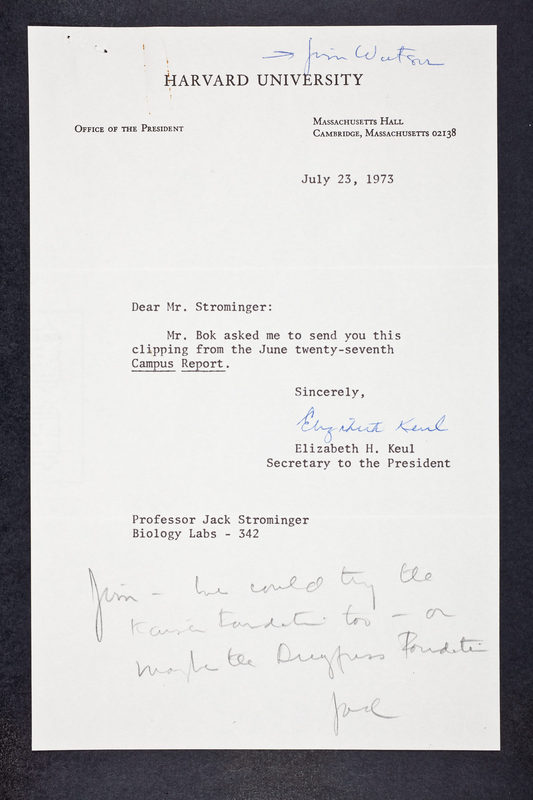 → Jim Watson
HARVARD UNIVERSITY
OFFICE OF THE PRESIDENT
MASSACHUSETTS HALL
CAMBRIDGE, MASSACHUSETTS 02138
July 23, 1973
Dear Mr. Strominger:
Mr. Bok asked me to send you this
clipping from the June twenty-seventh
Campus Report.
Sincerely,
Elizabeth Keul
Elizabeth H. Keul
Secretary to the President
Professor Jack Strominger
Biology Labs - 342
Jim - we could try the
Kaiser Foundation too - or
maybe the Dreyfuss Foundation
Jack